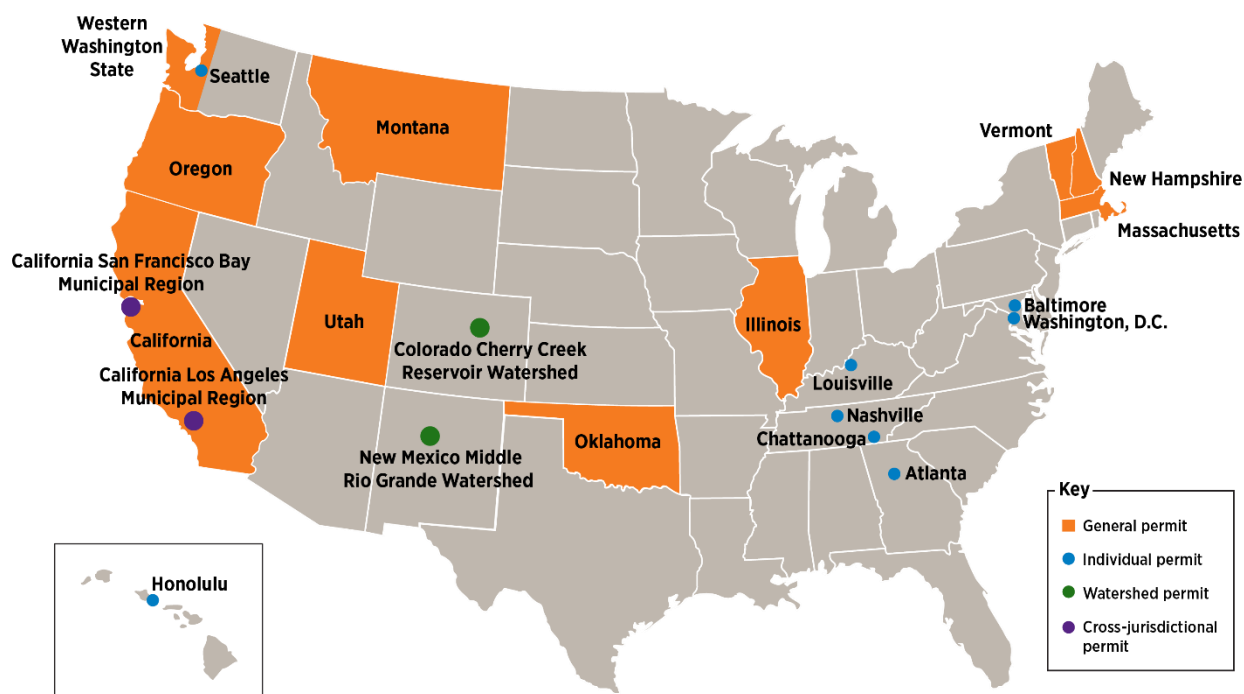 Western
Washington
State
Seattle
Montana
Oregon
Vermont
New Hampshire
Massachusetts
California San Francisco Bay
Municipal Region
California
Utah
Colorado Cherry Creek
Reservoir Watershed
Illinois
Baltimore
Washington, D.C.
Louisville
California Los Angeles
Municipal Region
Nashville
Chattanooga
Oklahoma
New Mexico Middle
Rio Grande Watershed
Atlanta
Key
General permit
Individual permit
Watershed permit
Cross-jurisdictional
permit
Honolulu